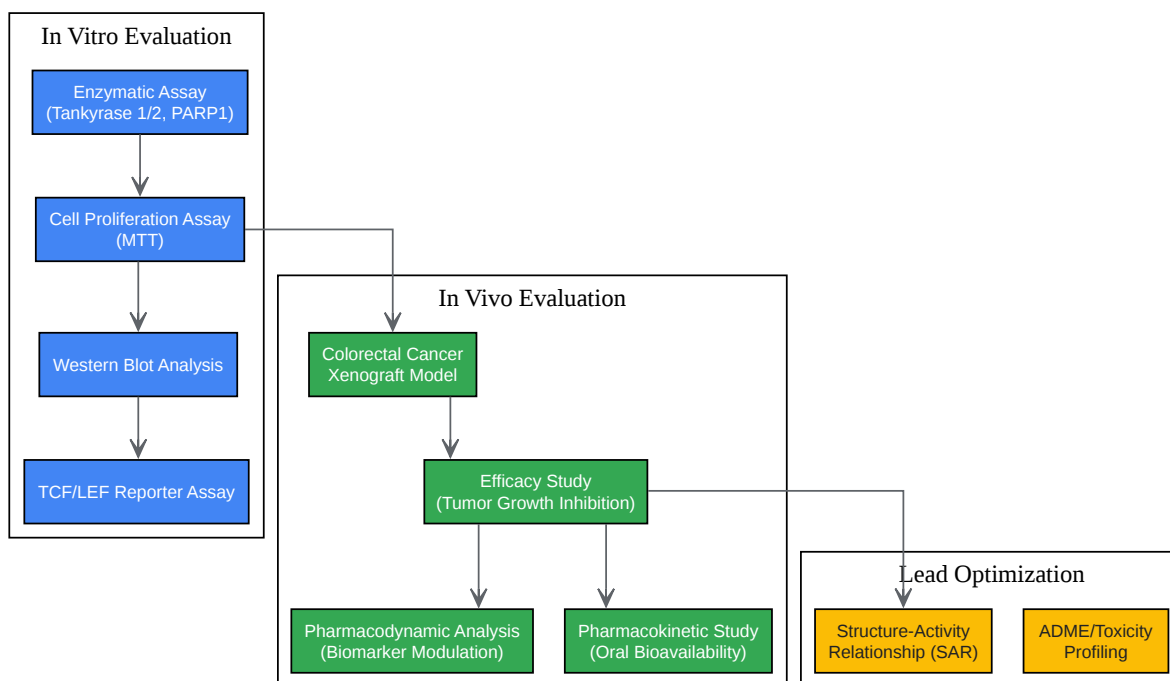 In Vitro Evaluation
Enzymatic Assay
(Tankyrase 1/2, PARP1)
Cell Proliferation Assay
(MTT)
Western Blot Analysis
TCF/LEF Reporter Assay
In Vivo Evaluation
Colorectal Cancer
Xenograft Model
Efficacy Study
(Tumor Growth Inhibition)
Pharmacodynamic Analysis
(Biomarker Modulation)
Pharmacokinetic Study
(Oral Bioavailability)
Lead Optimization
Structure-Activity
Relationship (SAR)
ADME/Toxicity
Profiling